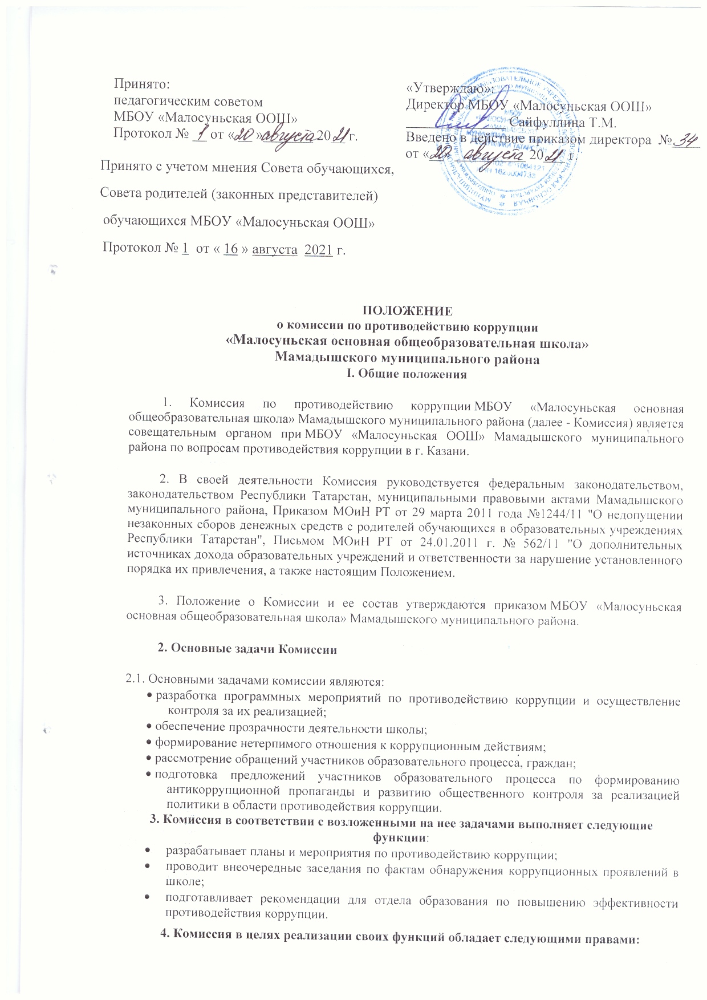 Принято:
педагогическим советом
МБОУ «Малосуньская ООШ»
Протокол № 1 от «20 » августа 20 21 г.
Принято с учетом мнения Совета обучающихся,
Совета родителей (законных представителей)
обучающихся МБОУ «Малосуньская ООШ»
Протокол № 1 от « 16 » августа 2021 г.
«Утверждаю»:
Директор МБОУ «Малосуньская ООШ»
Сайфуллина Т.М.
Введено в действие приказом директора № 34
от «20» августа 20 21 г.
ПОЛОЖЕНИЕ
о комиссии по противодействию коррупции
«Малосуньская основная общеобразовательная школа»
Мамадышского муниципального района
I. Общие положения
1. Комиссия по противодействию коррупции МБОУ «Малосуньская основная
общеобразовательная школа» Мамадышского муниципального района (далее - Комиссия) является
совещательным органом при МБОУ «Малосуньская ООШ» Мамадышского муниципального
района по вопросам противодействия коррупции в г. Казани.
2. В своей деятельности Комиссия руководствуется федеральным законодательством,
законодательством Республики Татарстан, муниципальными правовыми актами Мамадышского
муниципального района, Приказом МОиН РТ от 29 марта 2011 года №1244/11 "О недопущении
незаконных сборов денежных средств с родителей обучающихся в образовательных учреждениях
Республики Татарстан", Письмом МОиН РТ от 24.01.2011 г. № 562/11 "О дополнительных
источниках дохода образовательных учреждений и ответственности за нарушение установленного
порядка их привлечения, а также настоящим Положением.
3. Положение о Комиссии и ее состав утверждаются приказом МБОУ «Малосуньская
основная общеобразовательная школа» Мамадышского муниципального района.
2. Основные задачи Комиссии
2.1. Основными задачами комиссии являются:
• разработка программных мероприятий по противодействию коррупции и осуществление
контроля за их реализацией;
• обеспечение прозрачности деятельности школы;
• формирование нетерпимого отношения к коррупционным действиям;
• рассмотрение обращений участников образовательного процесса, граждан;
• подготовка предложений участников образовательного процесса по формированию
антикоррупционной пропаганды и развитию общественного контроля за реализацией
политики в области противодействия коррупции.
3. Комиссия в соответствии с возложенными на нее задачами выполняет следующие
функции:
• разрабатывает планы и мероприятия по противодействию коррупции;
• проводит внеочередные заседания по фактам обнаружения коррупционных проявлений в
школе;
• подготавливает рекомендации для отдела образования по повышению эффективности
противодействия коррупции.
4. Комиссия в целях реализации своих функций обладает следующими правами: